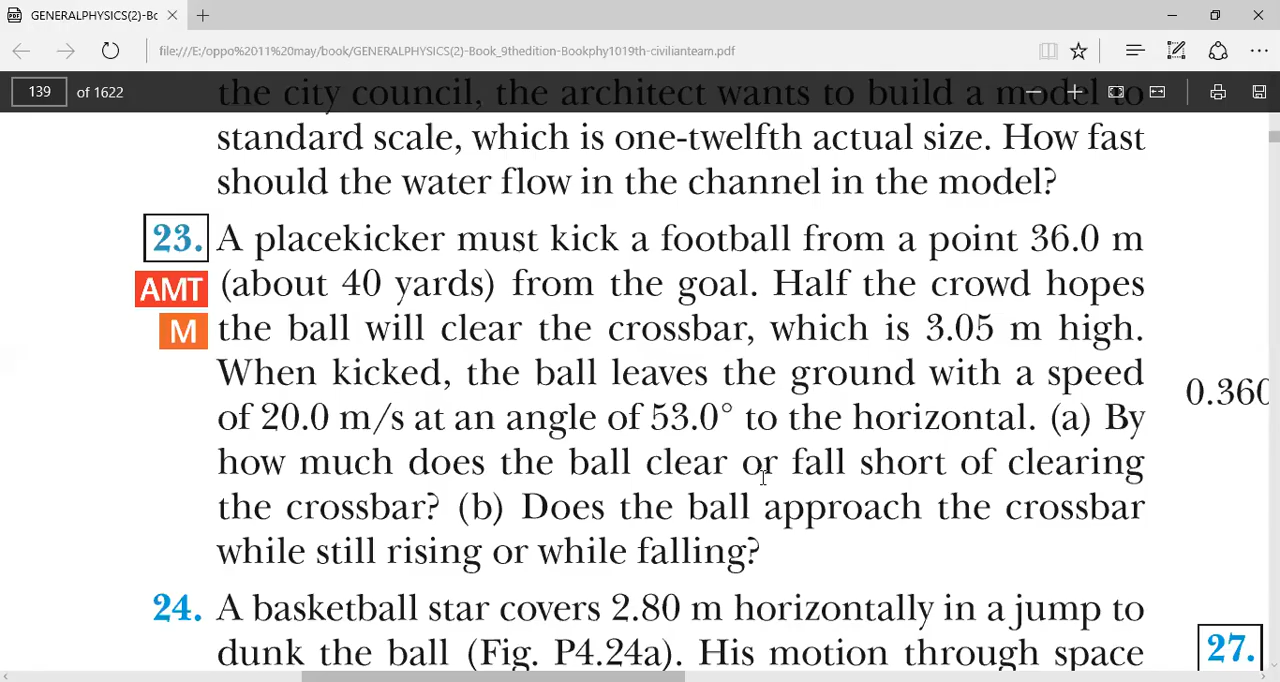 GENERALPHYSICS(2)-Bc
file:///E:/oppo%2011%20may/book/GENERALPHYSICS(2)-Book_9thedition-Bookphy1019th-civilianteam.pdf
139 of 1622
the city council, the architect wants to build a model to
standard scale, which is one-twelfth actual size. How fast
should the water flow in the channel in the model?
23. A placekicker must kick a football from a point 36.0 m
AMT (about 40 yards) from the goal. Half the crowd hopes
M the ball will clear the crossbar, which is 3.05 m high.
When kicked, the ball leaves the ground with a speed
of 20.0 m/s at an angle of 53.0° to the horizontal. (a) By
how much does the ball clear or fall short of clearing
the crossbar? (b) Does the ball approach the crossbar
while still rising or while falling?
24. A basketball star covers 2.80 m horizontally in a jump to
dunk the ball (Fig. P4.24a). His motion through space
0.360
27.